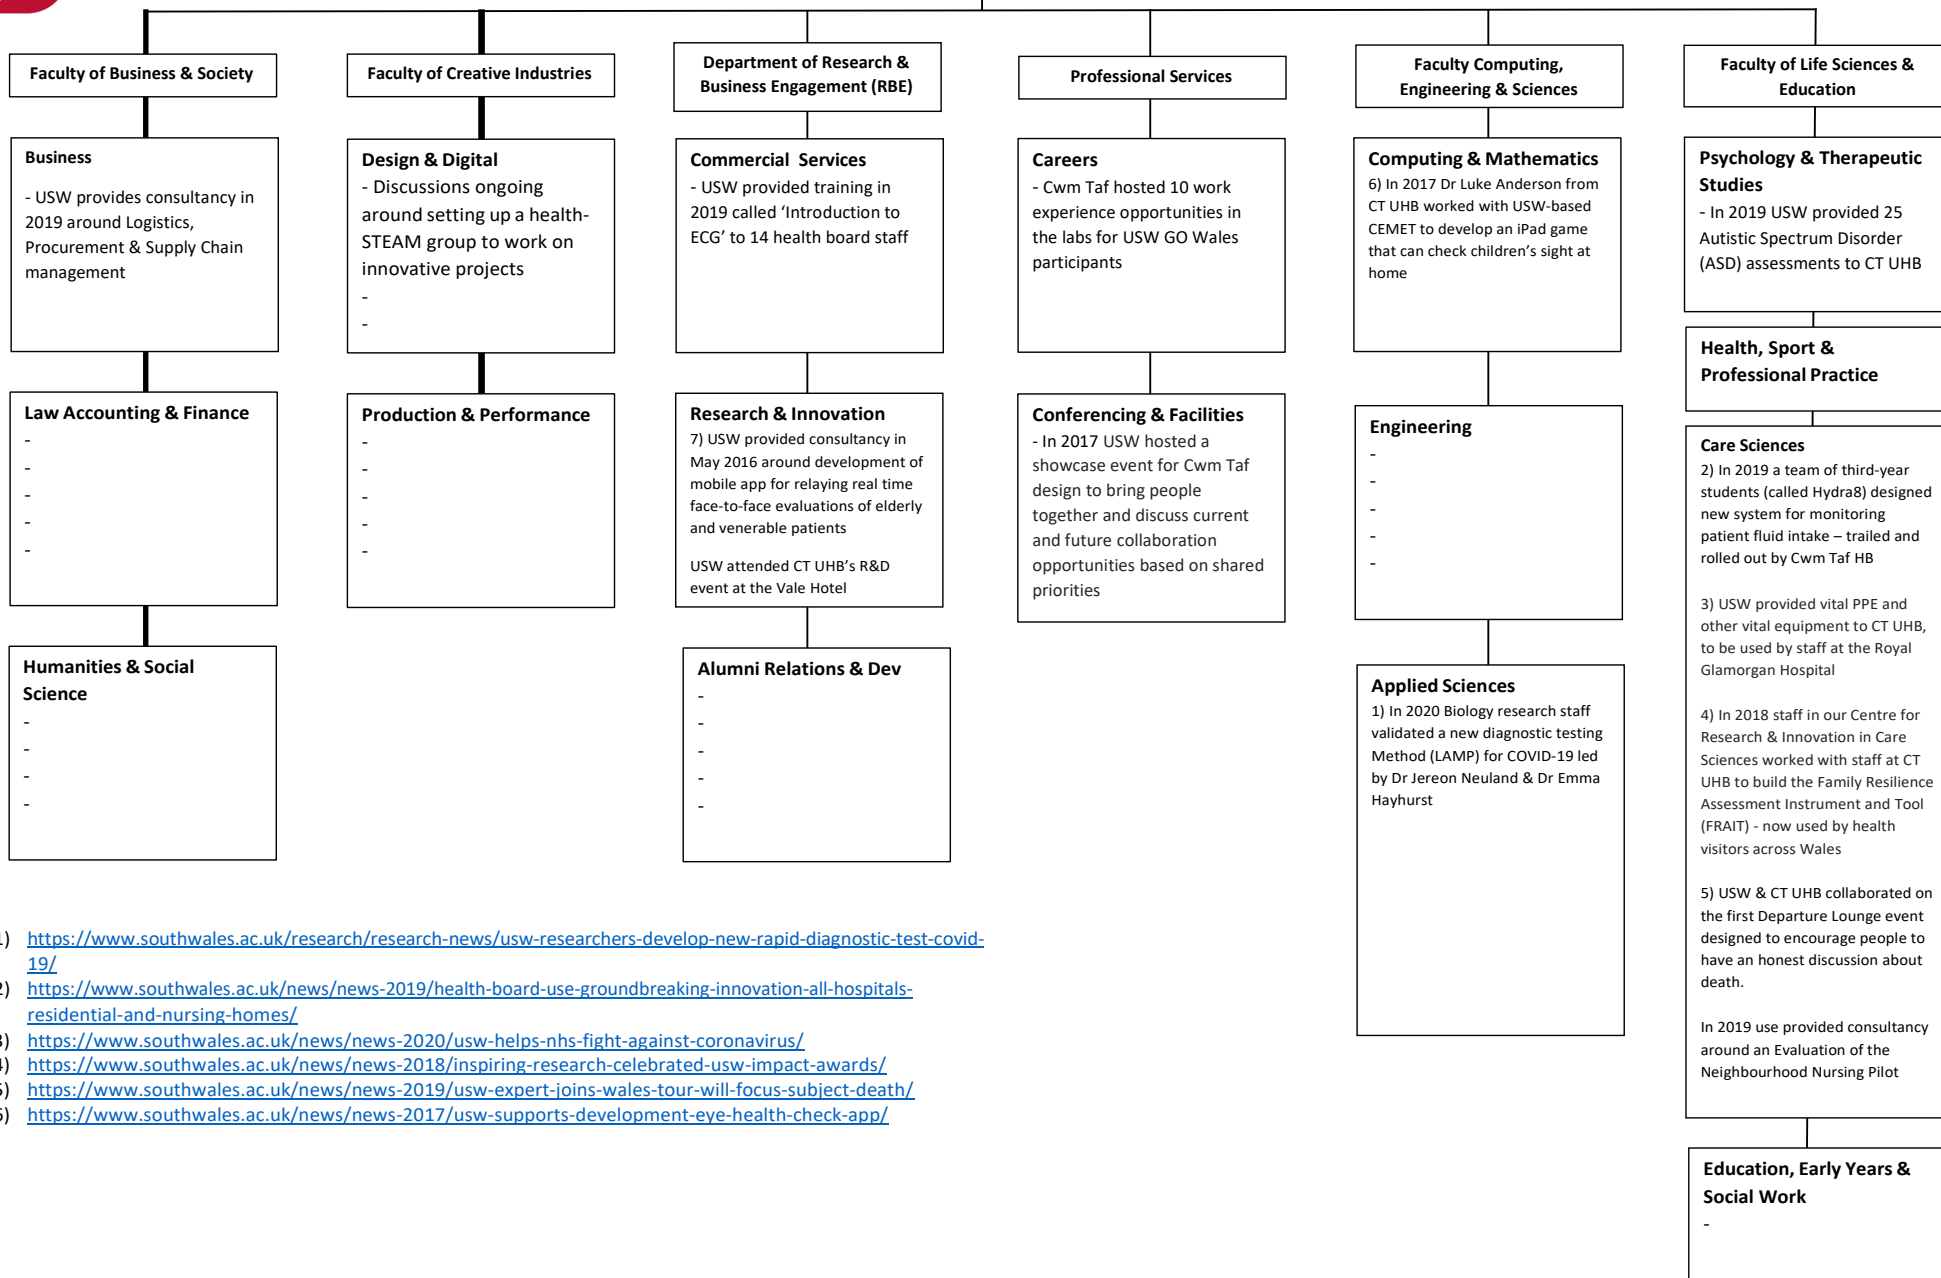 Faculty of Business & Society
Business
- USW provides consultancy in
2019 around Logistics,
Procurement & Supply Chain
management
Law Accounting & Finance
-
-
-
-
-
Humanities & Social
Science
-
-
-
-
Faculty of Creative Industries
Design & Digital
- Discussions ongoing
around setting up a health-
STEAM group to work on
innovative projects
-
-
Production & Performance
-
-
-
-
-
Department of Research &
Business Engagement (RBE)
Commercial Services
- USW provided training in
2019 called ‘Introduction to
ECG’ to 14 health board staff
Research & Innovation
7) USW provided consultancy in
May 2016 around development of
mobile app for relaying real time
face-to-face evaluations of elderly
and venerable patients
USW attended CT UHB’s R&D
event at the Vale Hotel
Alumni Relations & Dev
-
-
-
-
-
Professional Services
Careers
- Cwm Taf hosted 10 work
experience opportunities in
the labs for USW GO Wales
participants
Conferencing & Facilities
- In 2017 USW hosted a
showcase event for Cwm Taf
design to bring people
together and discuss current
and future collaboration
opportunities based on shared
priorities
Faculty Computing,
Engineering & Sciences
Computing & Mathematics
6) In 2017 Dr Luke Anderson from
CT UHB worked with USW-based
CEMET to develop an iPad game
that can check children’s sight at
home
Engineering
-
-
-
-
-
Applied Sciences
1) In 2020 Biology research staff
validated a new diagnostic testing
Method (LAMP) for COVID-19 led
by Dr Jereon Neuland & Dr Emma
Hayhurst
Faculty of Life Sciences &
Education
Psychology & Therapeutic
Studies
- In 2019 USW provided 25
Autistic Spectrum Disorder
(ASD) assessments to CT UHB
Health, Sport &
Professional Practice
Care Sciences
2) In 2019 a team of third-year
students (called Hydra8) designed
new system for monitoring
patient fluid intake – trailed and
rolled out by Cwm Taf HB
3) USW provided vital PPE and
other vital equipment to CT UHB,
to be used by staff at the Royal
Glamorgan Hospital
4) In 2018 staff in our Centre for
Research & Innovation in Care
Sciences worked with staff at CT
UHB to build the Family Resilience
Assessment Instrument and Tool
(FRAIT) - now used by health
visitors across Wales
5) USW & CT UHB collaborated on
the first Departure Lounge event
designed to encourage people to
have an honest discussion about
death.
In 2019 use provided consultancy
around an Evaluation of the
Neighbourhood Nursing Pilot
Education, Early Years &
Social Work
-
1) https://www.southwales.ac.uk/research/research-news/usw-researchers-develop-new-rapid-diagnostic-test-covid-
19/
2) https://www.southwales.ac.uk/news/news-2019/health-board-use-groundbreaking-innovation-all-hospitals-
residential-and-nursing-homes/
3) https://www.southwales.ac.uk/news/news-2020/usw-helps-nhs-fight-against-coronavirus/
4) https://www.southwales.ac.uk/news/news-2018/inspiring-research-celebrated-usw-impact-awards/
5) https://www.southwales.ac.uk/news/news-2019/usw-expert-joins-wales-tour-will-focus-subject-death/
6) https://www.southwales.ac.uk/news/news-2017/usw-supports-development-eye-health-check-app/